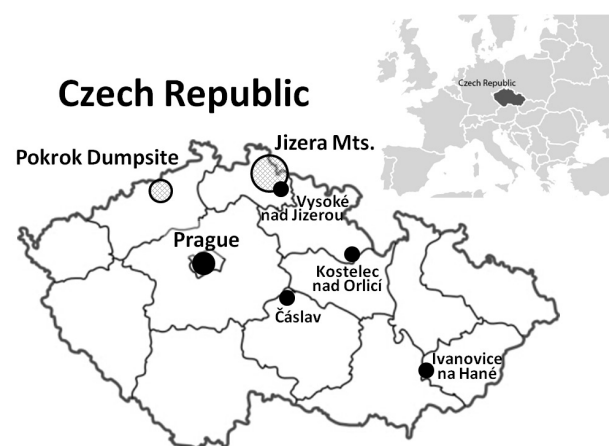 Czech Republic
Czech Republic
Jizera Mts.
Pokrok Dumpsite
Vysoké
nad Jizerou
Prague
Kostelec
nad Orlicí
Čáslav
Ivanovice
na Hané